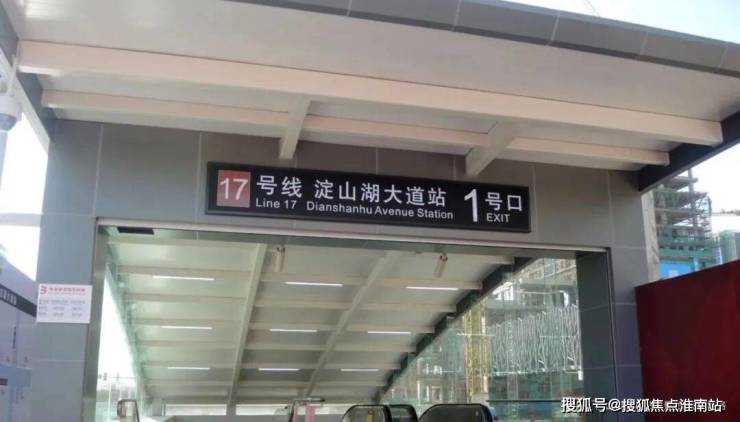 17 号线 淀山湖大道站 1 号口
Line 17 Dianshanhu Avenue Station EXIT
搜狐号@搜狐焦点淮南站